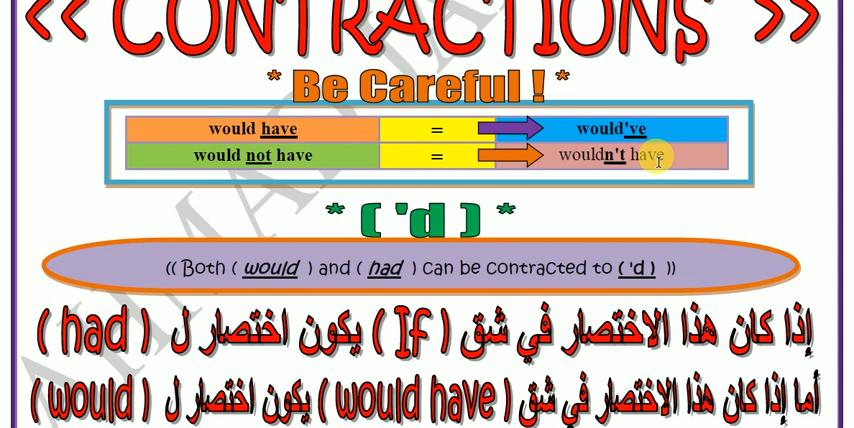 << CONTRACTIONS >>
* Be Careful ! *
would have = would've
would not have = wouldn't have
* ( 'd ) *
(( Both ( would ) and ( had ) can be contracted to ( 'd ) ))
إذا كان هذا الاختصار في شق ( If ) يكون اختصار ل ( had )
أما إذا كان هذا الاختصار في شق ( would have ) يكون اختصار ل ( would )